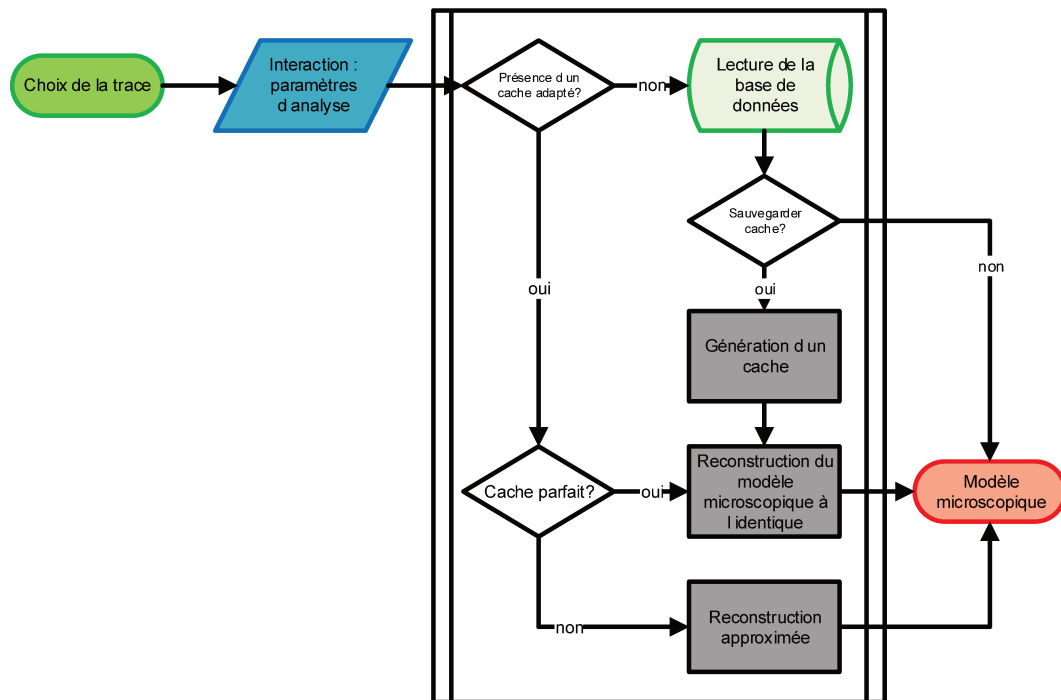 Choix de la trace
Interaction :
paramètres
d analyse
Présence d un
cache adapté?
non
Lecture de la
base de
données
Sauvegarder
cache?
non
oui
oui
Génération d un
cache
Cache parfait?
oui
Reconstruction du
modèle
microscopique à
l identique
Modèle
microscopique
non
Reconstruction
approximée